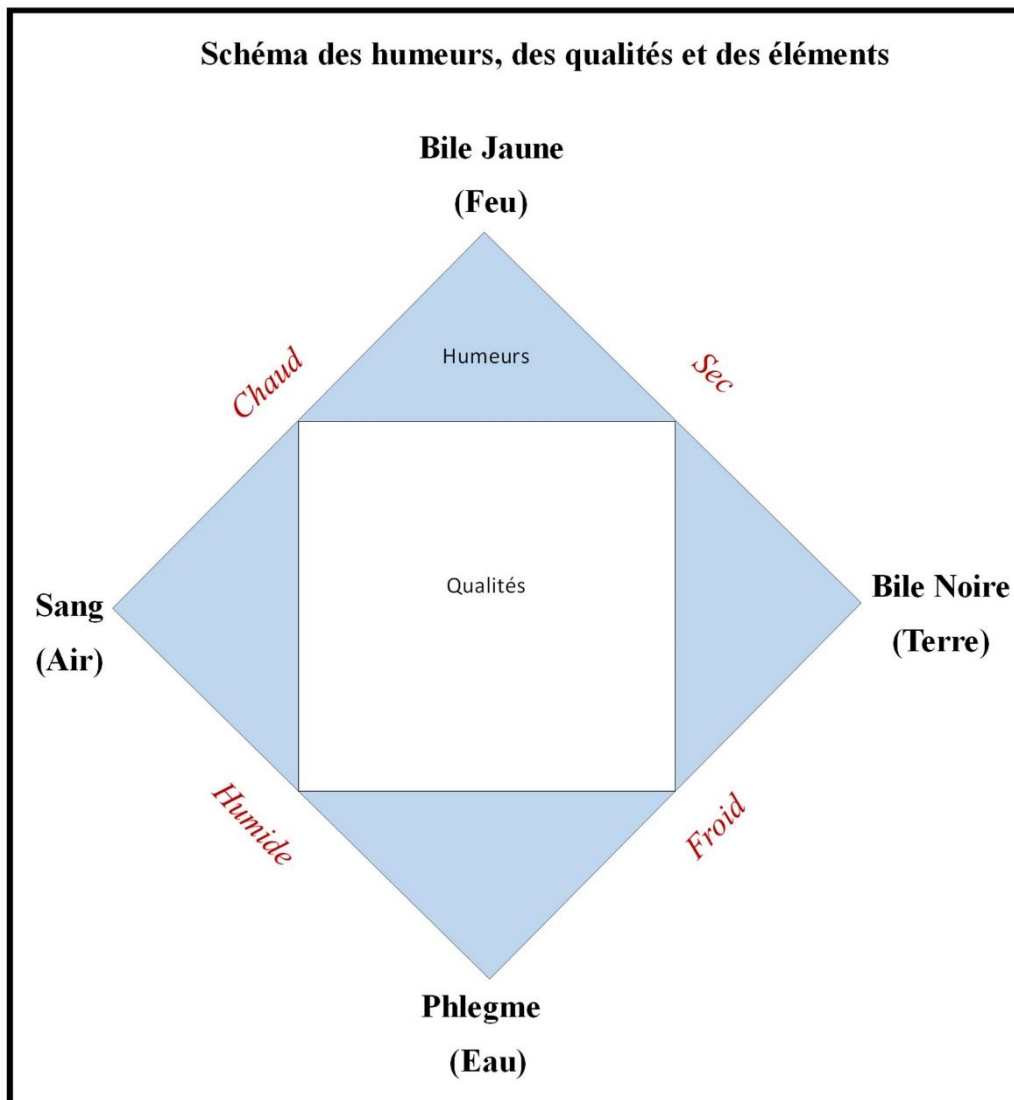 Schéma des humeurs, des qualités et des éléments
Bile Jaune
(Feu)
Humeurs
Chaud
Sec
Qualités
Sang
(Air)
Bile Noire
(Terre)
Humide
Froid
Phlegme
(Eau)